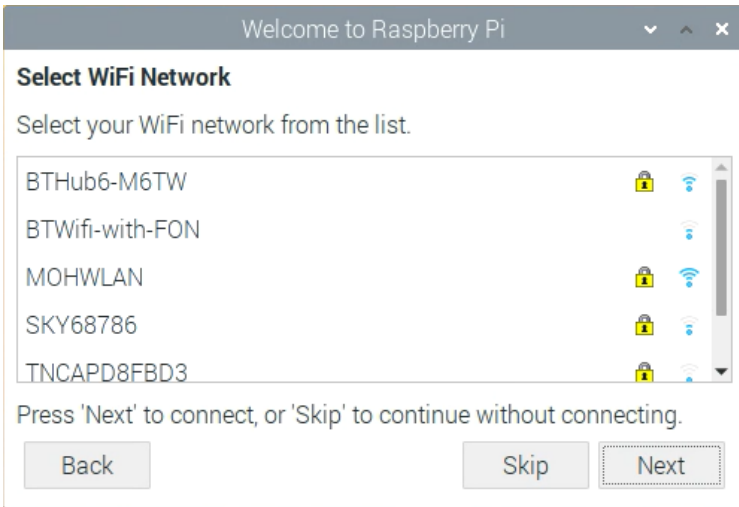 Welcome to Raspberry Pi
Select WiFi Network
Select your WiFi network from the list.
BTHub6-M6TW
BTWifi-with-FON
MOHWLAN
SKY68786
TNCAPD8FBD3
Press 'Next' to connect, or 'Skip' to continue without connecting.
Back Skip Next